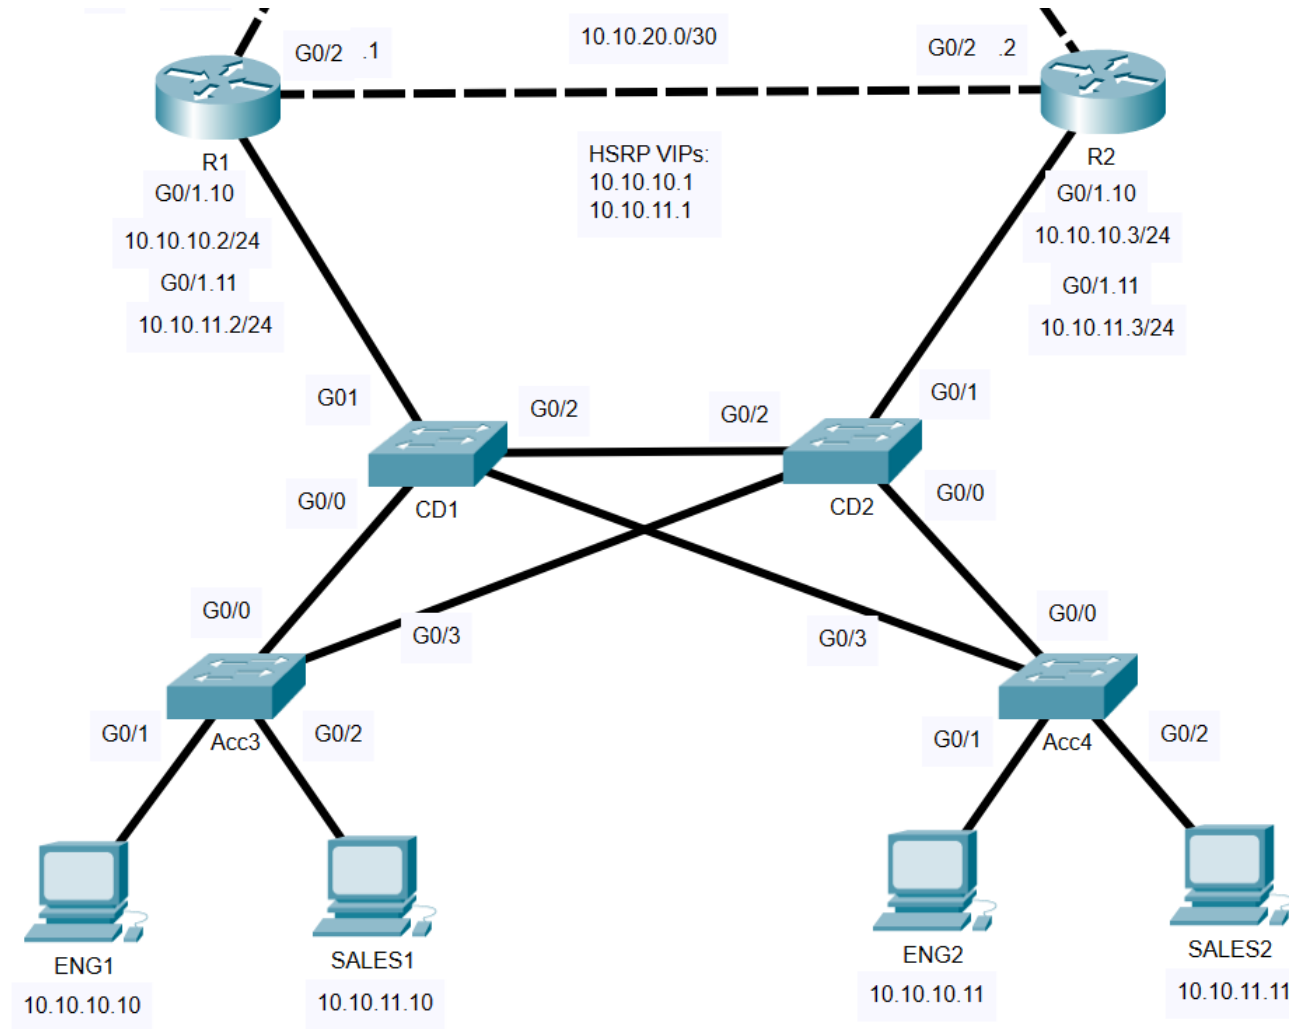 10.10.20.0/30
G0/2 .1
G0/2 .2
HSRP VIPs:
10.10.10.1
10.10.11.1
R1
R2
G0/1.10
10.10.10.2/24
G0/1.11
10.10.11.2/24
G0/1.10
10.10.10.3/24
G0/1.11
10.10.11.3/24
G01
G0/2
G0/2
G0/1
G0/0
CD1
CD2
G0/0
G0/0
G0/3
G0/3
G0/0
G0/1
Acc3
G0/2
G0/1
Acc4
G0/2
ENG1
10.10.10.10
SALES1
10.10.11.10
ENG2
10.10.10.11
SALES2
10.10.11.11